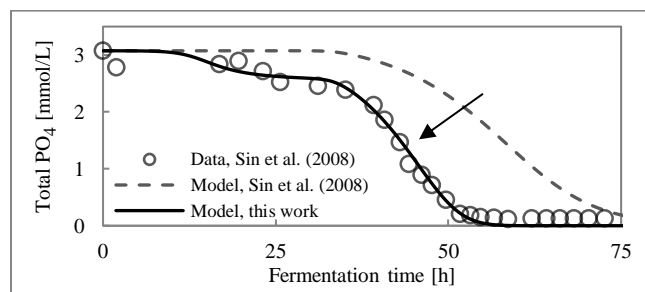 Total PO4 [mmol/L]
3
2
1
0
Data, Sin et al. (2008)
Model, Sin et al. (2008)
Model, this work
0 25 50 75
Fermentation time [h]